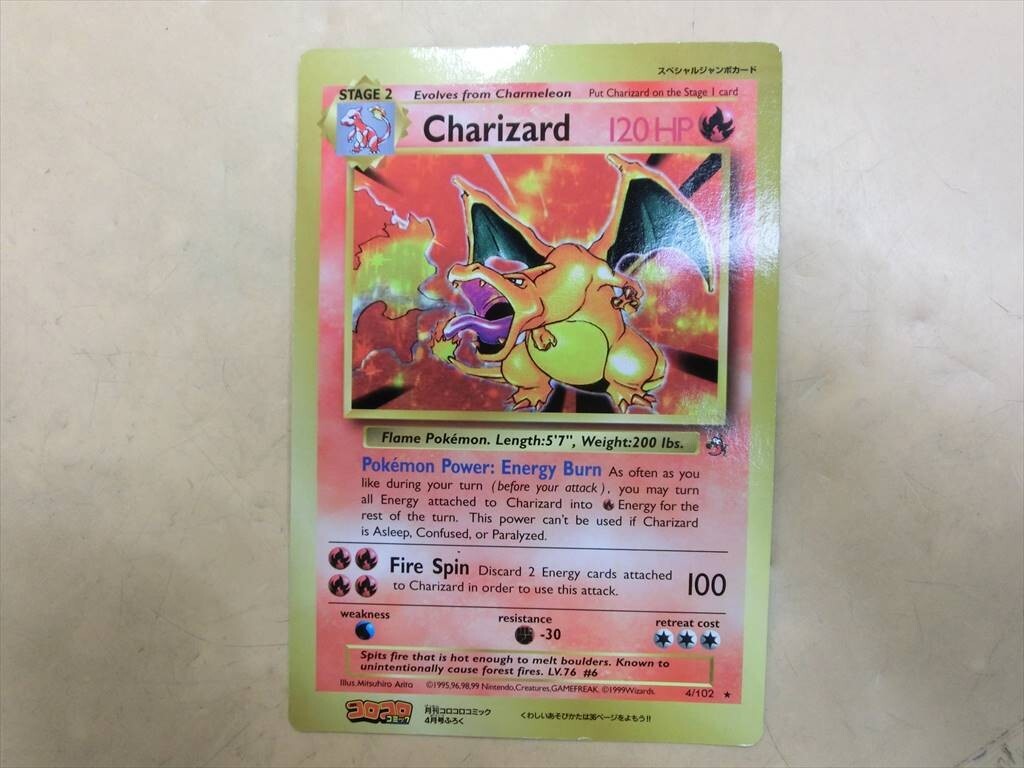 スペシャルジャンボカード
STAGE 2 Evolves from Charmeleon Put Charizard on the Stage 1 card
Charizard 120 HP
Flame Pokémon. Length:5'7", Weight:200 lbs.
Pokémon Power: Energy Burn As often as you
like during your turn (before your attack), you may turn
all Energy attached to Charizard into Energy for the
rest of the turn. This power can't be used if Charizard
is Asleep, Confused, or Paralyzed.
Fire Spin Discard 2 Energy cards attached
to Charizard in order to use this attack. 100
weakness resistance retreat cost
-30
Spits fire that is hot enough to melt boulders. Known to
unintentionally cause forest fires. LV.76 #6
Illus. Mitsuhiro Arita ©1995,96,98,99 Nintendo,Creatures,GAMEFREAK. ©1999Wizards. 4/102 ★
コロコロ
コミック
月刊コロコロコミック
4月号ふろく
くわしいあそびかたは36ページをよもう!!